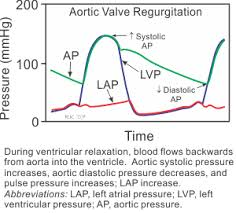 Aortic Valve Regurgitation
200
100
0
Pressure (mmHg)
AP
LAP
LVP
↑ Systolic
AP
↓ Diastolic
AP
Time
During ventricular relaxation, blood flows backwards
from aorta into the ventricle. Aortic systolic pressure
increases, aortic diastolic pressure decreases, and
pulse pressure increases; LAP increase.
Abbreviations: LAP, left atrial pressure; LVP, left
ventricular pressure; AP, aortic pressure.